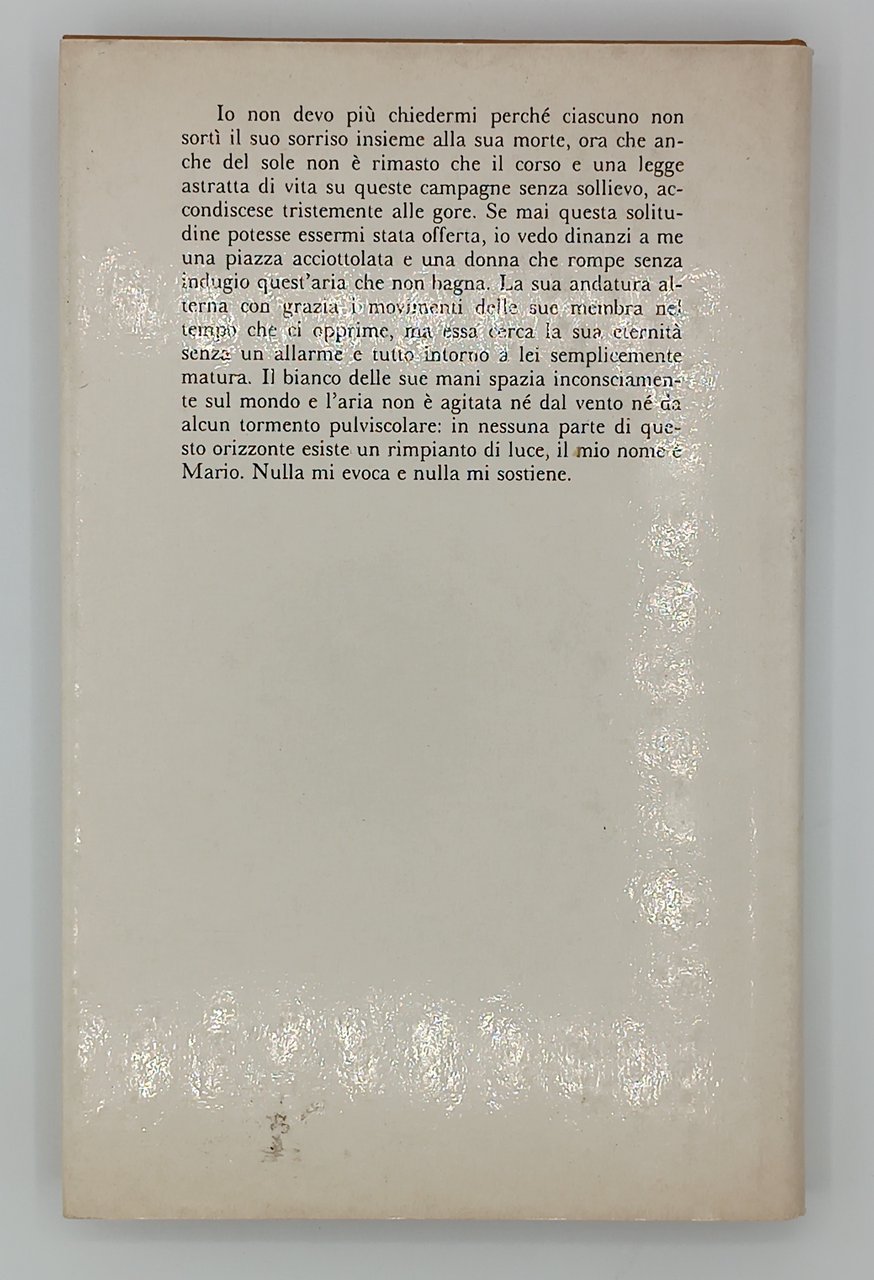 Io non devo più chiedermi perché ciascuno non
sortì il suo sorriso insieme alla sua morte, ora che an-
che del sole non è rimasto che il corso e una legge
astratta di vita su queste campagne senza sollievo, ac-
condiscese tristemente alle gore. Se mai questa solitu-
dine potesse essermi stata offerta, io vedo dinanzi a me
una piazza acciottolata e una donna che rompe senza
indugio quest'aria che non bagna. La sua andatura al-
terna con grazia i movimenti delle sue membra nel
tempo che ci opprime, ma essa cerca la sua eternità
senza un allarme e tutto intorno a lei semplicemente
matura. Il bianco delle sue mani spazia inconsciamen-
te sul mondo e l'aria non è agitata né dal vento né da
alcun tormento pulviscolare: in nessuna parte di que-
sto orizzonte esiste un rimpianto di luce, il mio nome è
Mario. Nulla mi evoca e nulla mi sostiene.